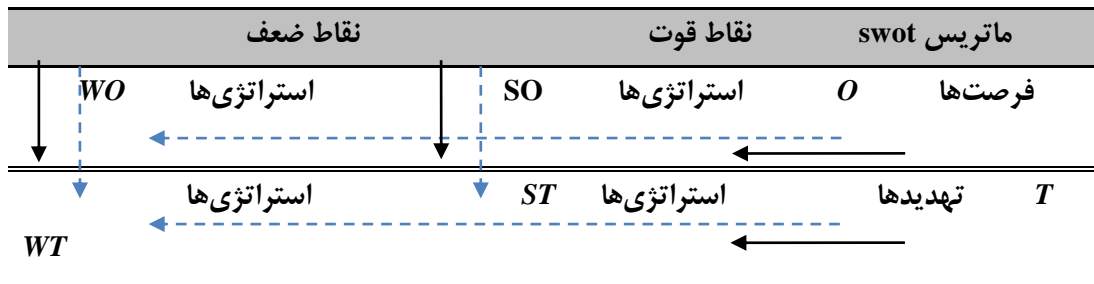 ماتریس swot نقاط قوت نقاط ضعف
فرصت‌ها O استراتژی‌ها SO استراتژی‌ها WO
T تهدیدها استراتژی‌ها ST استراتژی‌ها
WT